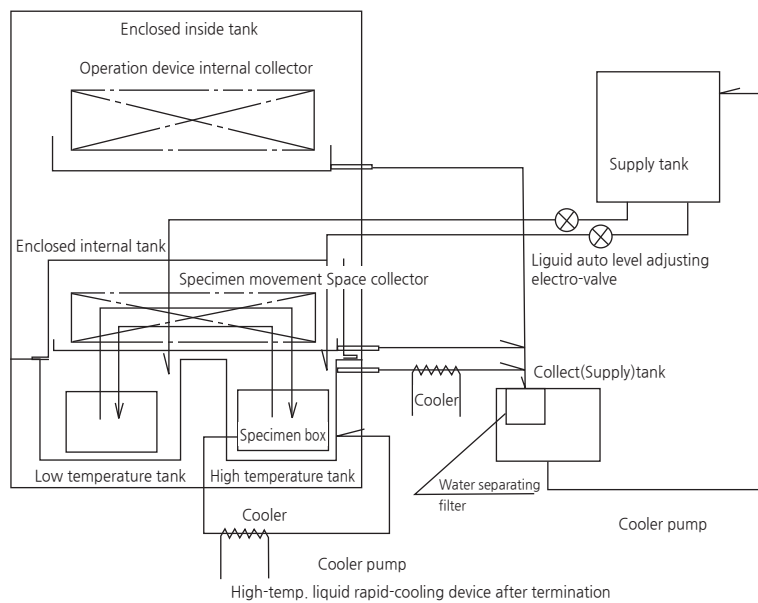 Enclosed inside tank
Operation device internal collector
Supply tank
Enclosed internal tank
Liguid auto level adjusting
electro-valve
Specimen movement Space collector
Collect(Supply)tank
Cooler
Specimen box
Low temperature tank
High temperature tank
Water separating
filter
Cooler
Cooler pump
Cooler pump
High-temp. liquid rapid-cooling device after termination